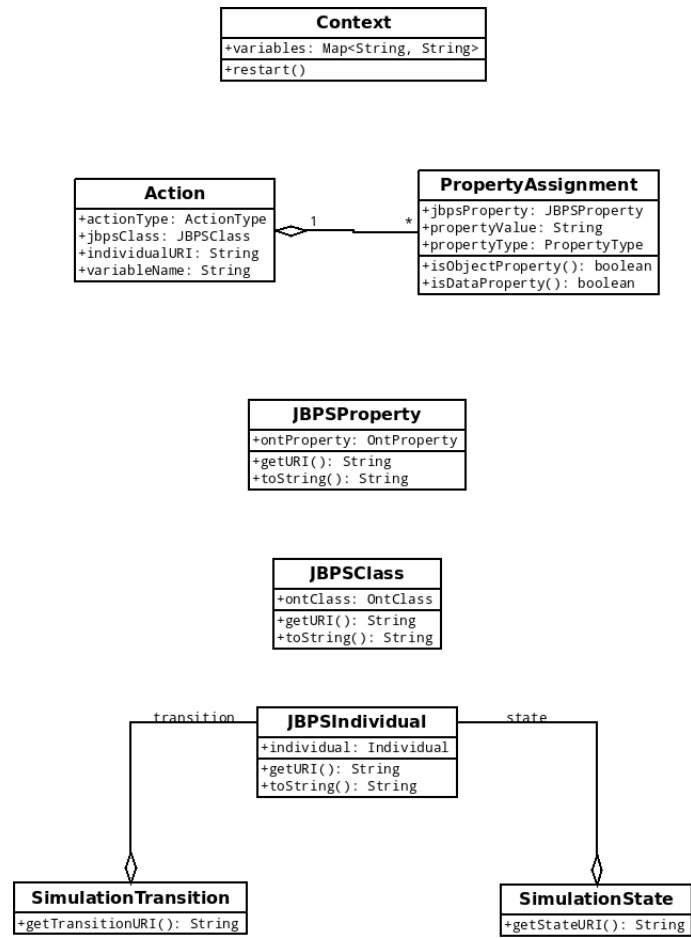 Context
+variables: Map<String, String>
+restart()
Action
+actionType: ActionType
+jbpsClass: JBPSClass
+individualURI: String
+variableName: String
1
*
PropertyAssignment
+jbpsProperty: JBPSProperty
+propertyValue: String
+propertyType: PropertyType
+isObjectProperty(): boolean
+isDataProperty(): boolean
JBPSProperty
+ontProperty: OntProperty
+getURI(): String
+toString(): String
JBPSClass
+ontClass: OntClass
+getURI(): String
+toString(): String
transition
JBPSIndividual
state
+individual: Individual
+getURI(): String
+toString(): String
SimulationTransition
+getTransitionURI(): String
SimulationState
+getStateURI(): String